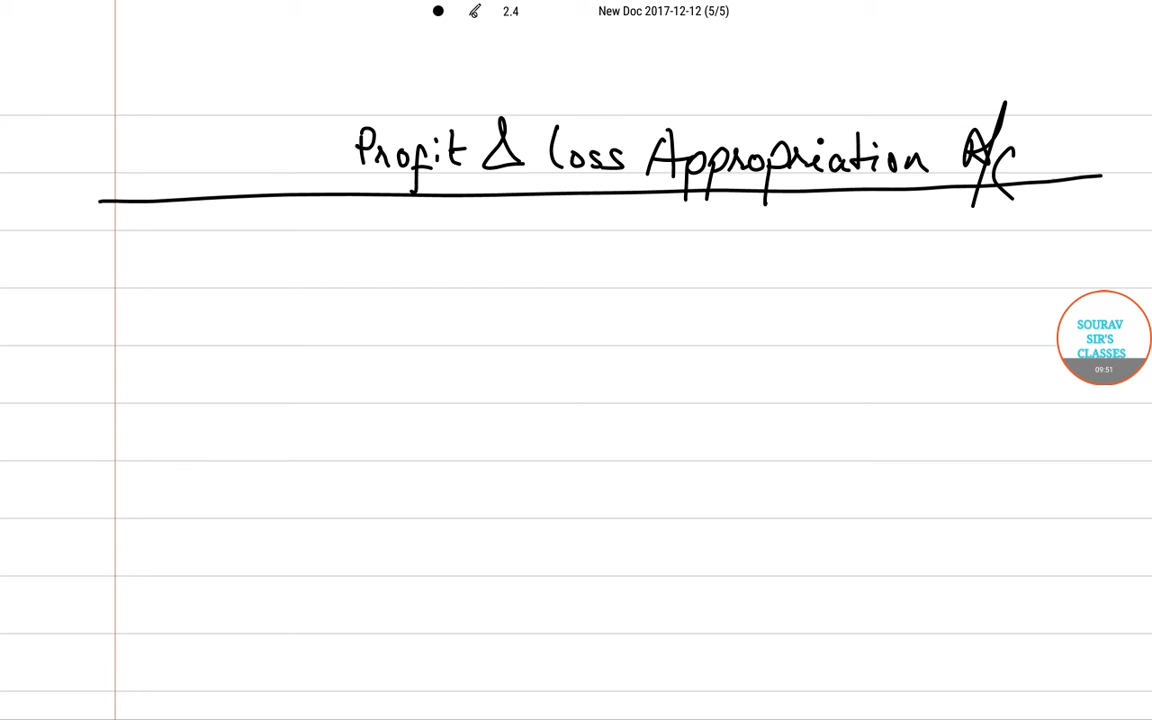 2.4 New Doc 2017-12-12 (5/5)
Profit & Loss Appropriation A/C
SOURAV
SIR'S
CLASSES
09:51